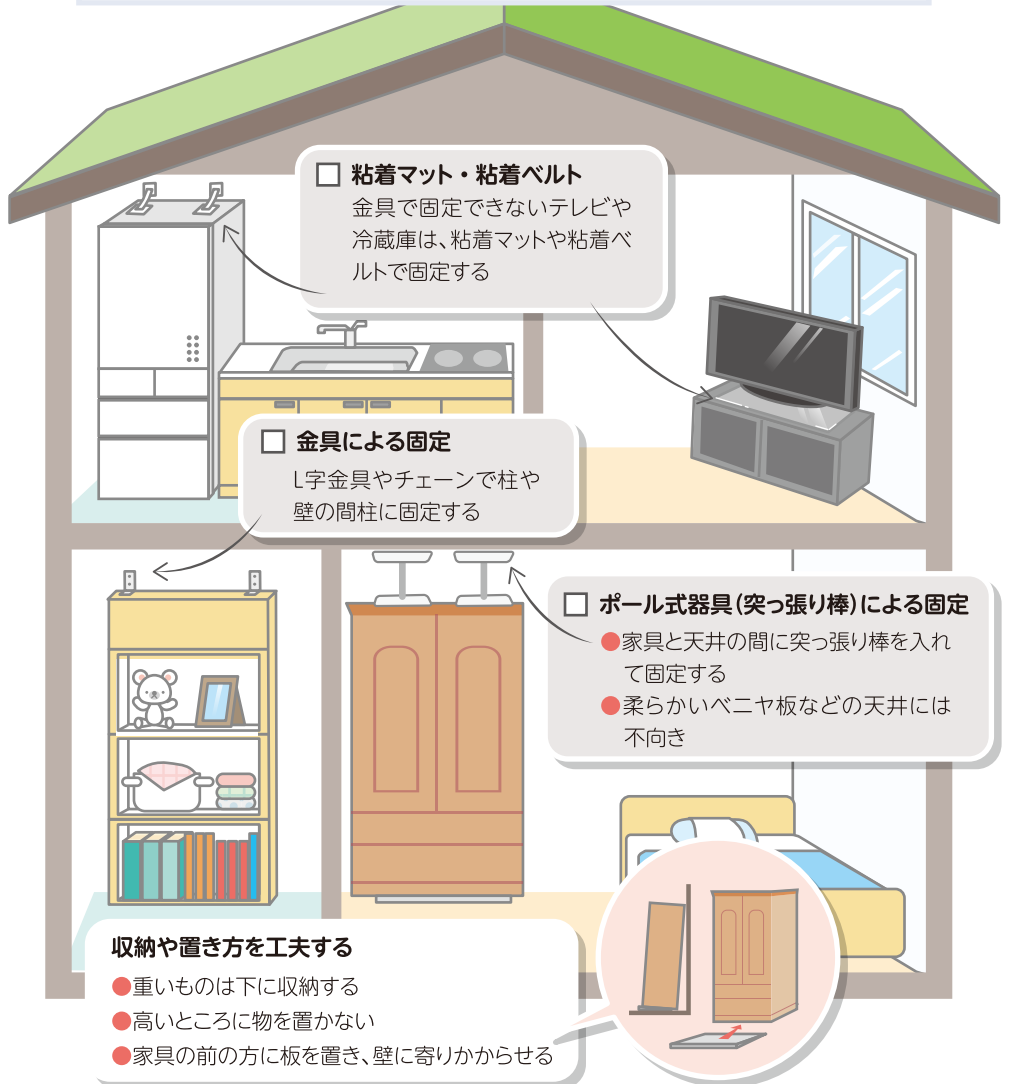 □ 粘着マット・粘着ベルト
金具で固定できないテレビや
冷蔵庫は、粘着マットや粘着ベ
ルトで固定する
□ 金具による固定
L字金具やチェーンで柱や
壁の間柱に固定する
□ ポール式器具(突っ張り棒)による固定
●家具と天井の間に突っ張り棒を入れ
て固定する
●柔らかいベニヤ板などの天井には
不向き
収納や置き方を工夫する
●重いものは下に収納する
●高いところに物を置かない
●家具の前の方に板を置き、壁に寄りかからせる